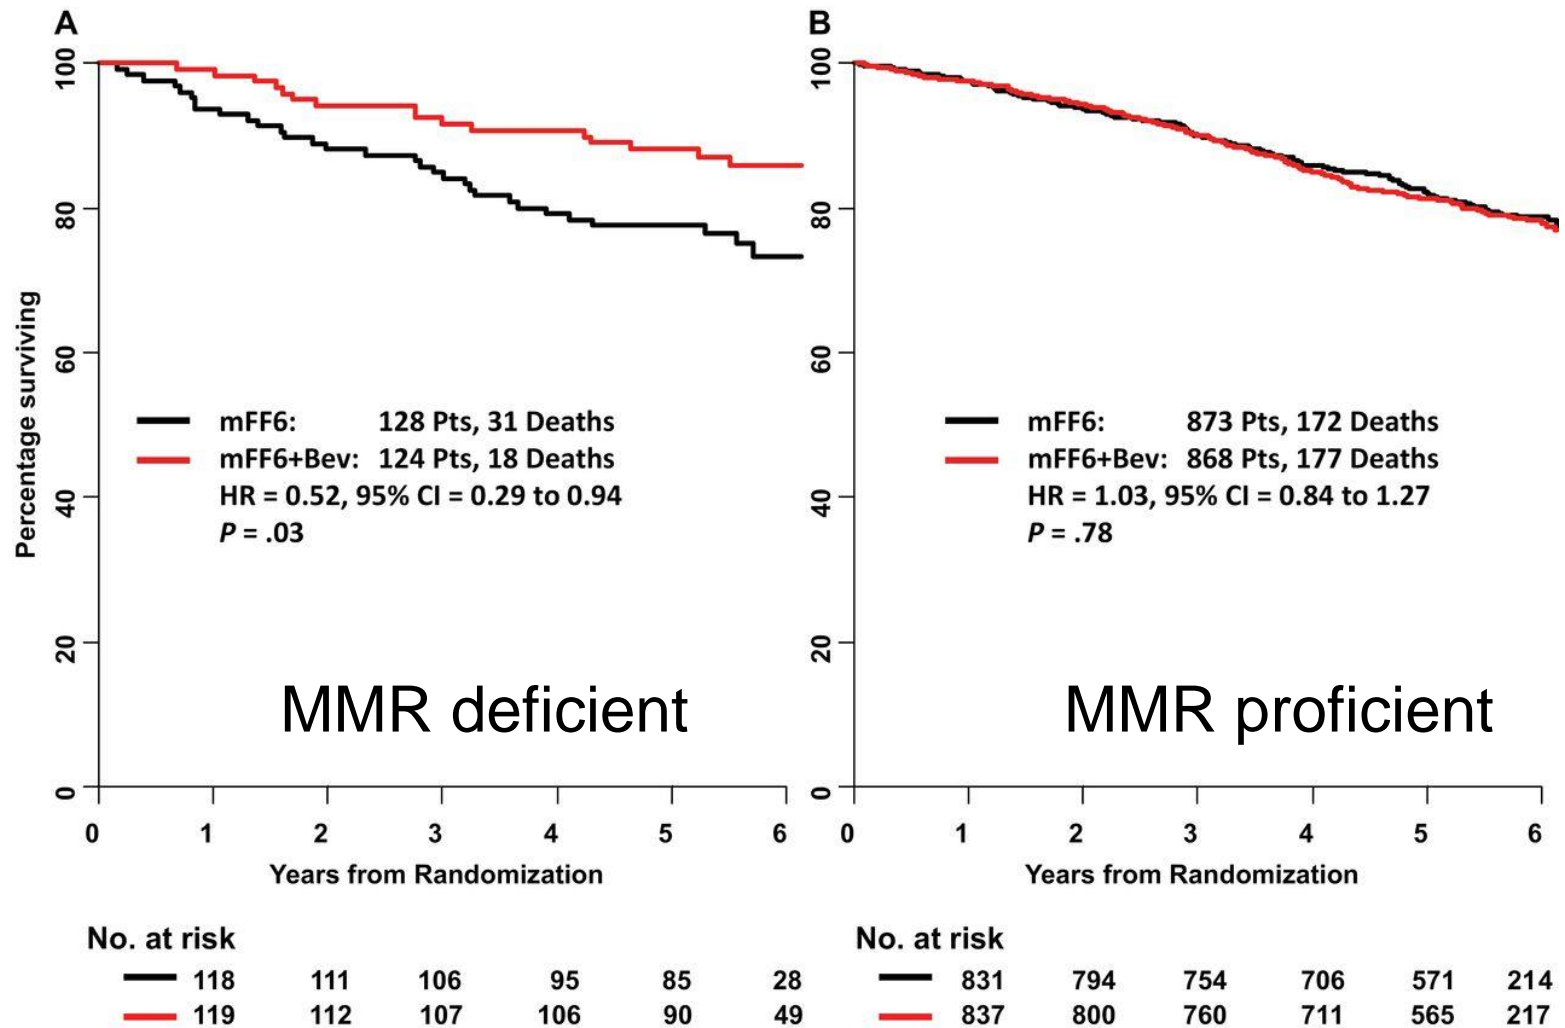 A
Percentage surviving
100
80
60
40
20
0
mFF6: 128 Pts, 31 Deaths
mFF6+Bev: 124 Pts, 18 Deaths
HR = 0.52, 95% CI = 0.29 to 0.94
P = .03
MMR deficient
0 1 2 3 4 5 6
Years from Randomization
No. at risk
118 111 106 95 85 28
119 112 107 106 90 49
B
100
80
60
40
20
0
mFF6: 873 Pts, 172 Deaths
mFF6+Bev: 868 Pts, 177 Deaths
HR = 1.03, 95% CI = 0.84 to 1.27
P = .78
MMR proficient
0 1 2 3 4 5 6
Years from Randomization
No. at risk
831 794 754 706 571 214
837 800 760 711 565 217